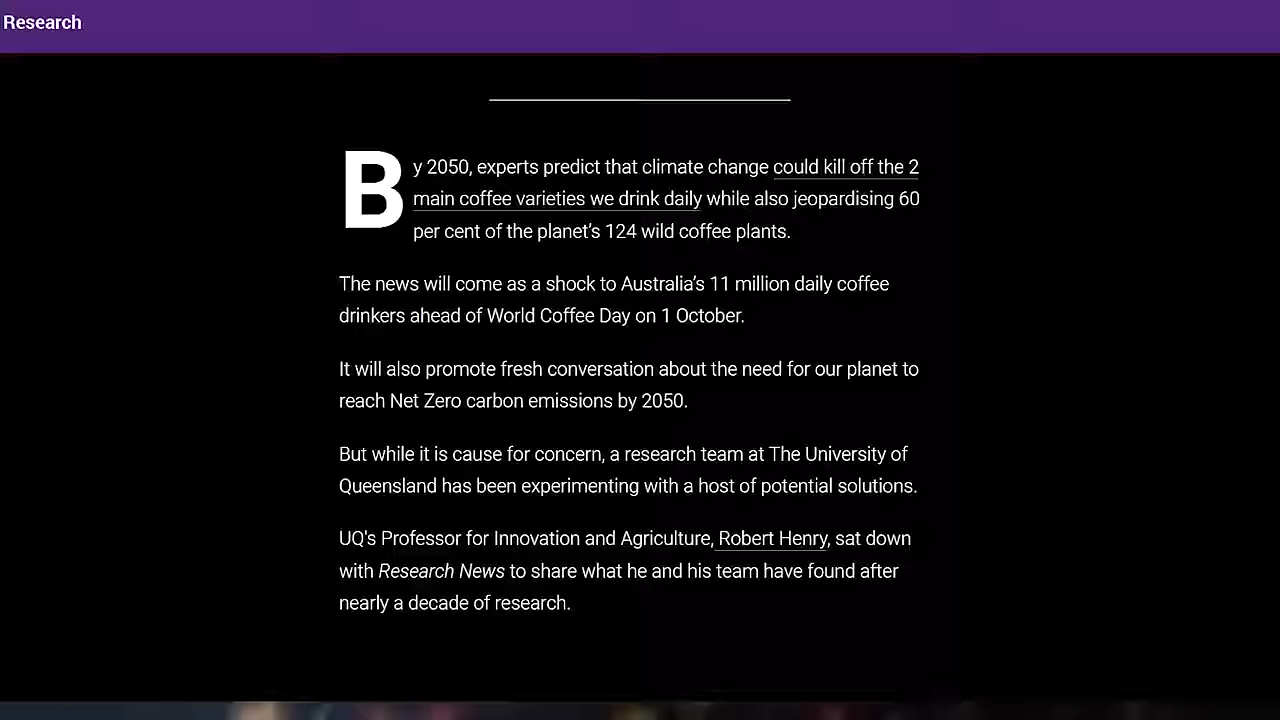 Research
By 2050, experts predict that climate change could kill off the 2
main coffee varieties we drink daily while also jeopardising 60
per cent of the planet’s 124 wild coffee plants.
The news will come as a shock to Australia’s 11 million daily coffee
drinkers ahead of World Coffee Day on 1 October.
It will also promote fresh conversation about the need for our planet to
reach Net Zero carbon emissions by 2050.
But while it is cause for concern, a research team at The University of
Queensland has been experimenting with a host of potential solutions.
UQ's Professor for Innovation and Agriculture, Robert Henry, sat down
with Research News to share what he and his team have found after
nearly a decade of research.